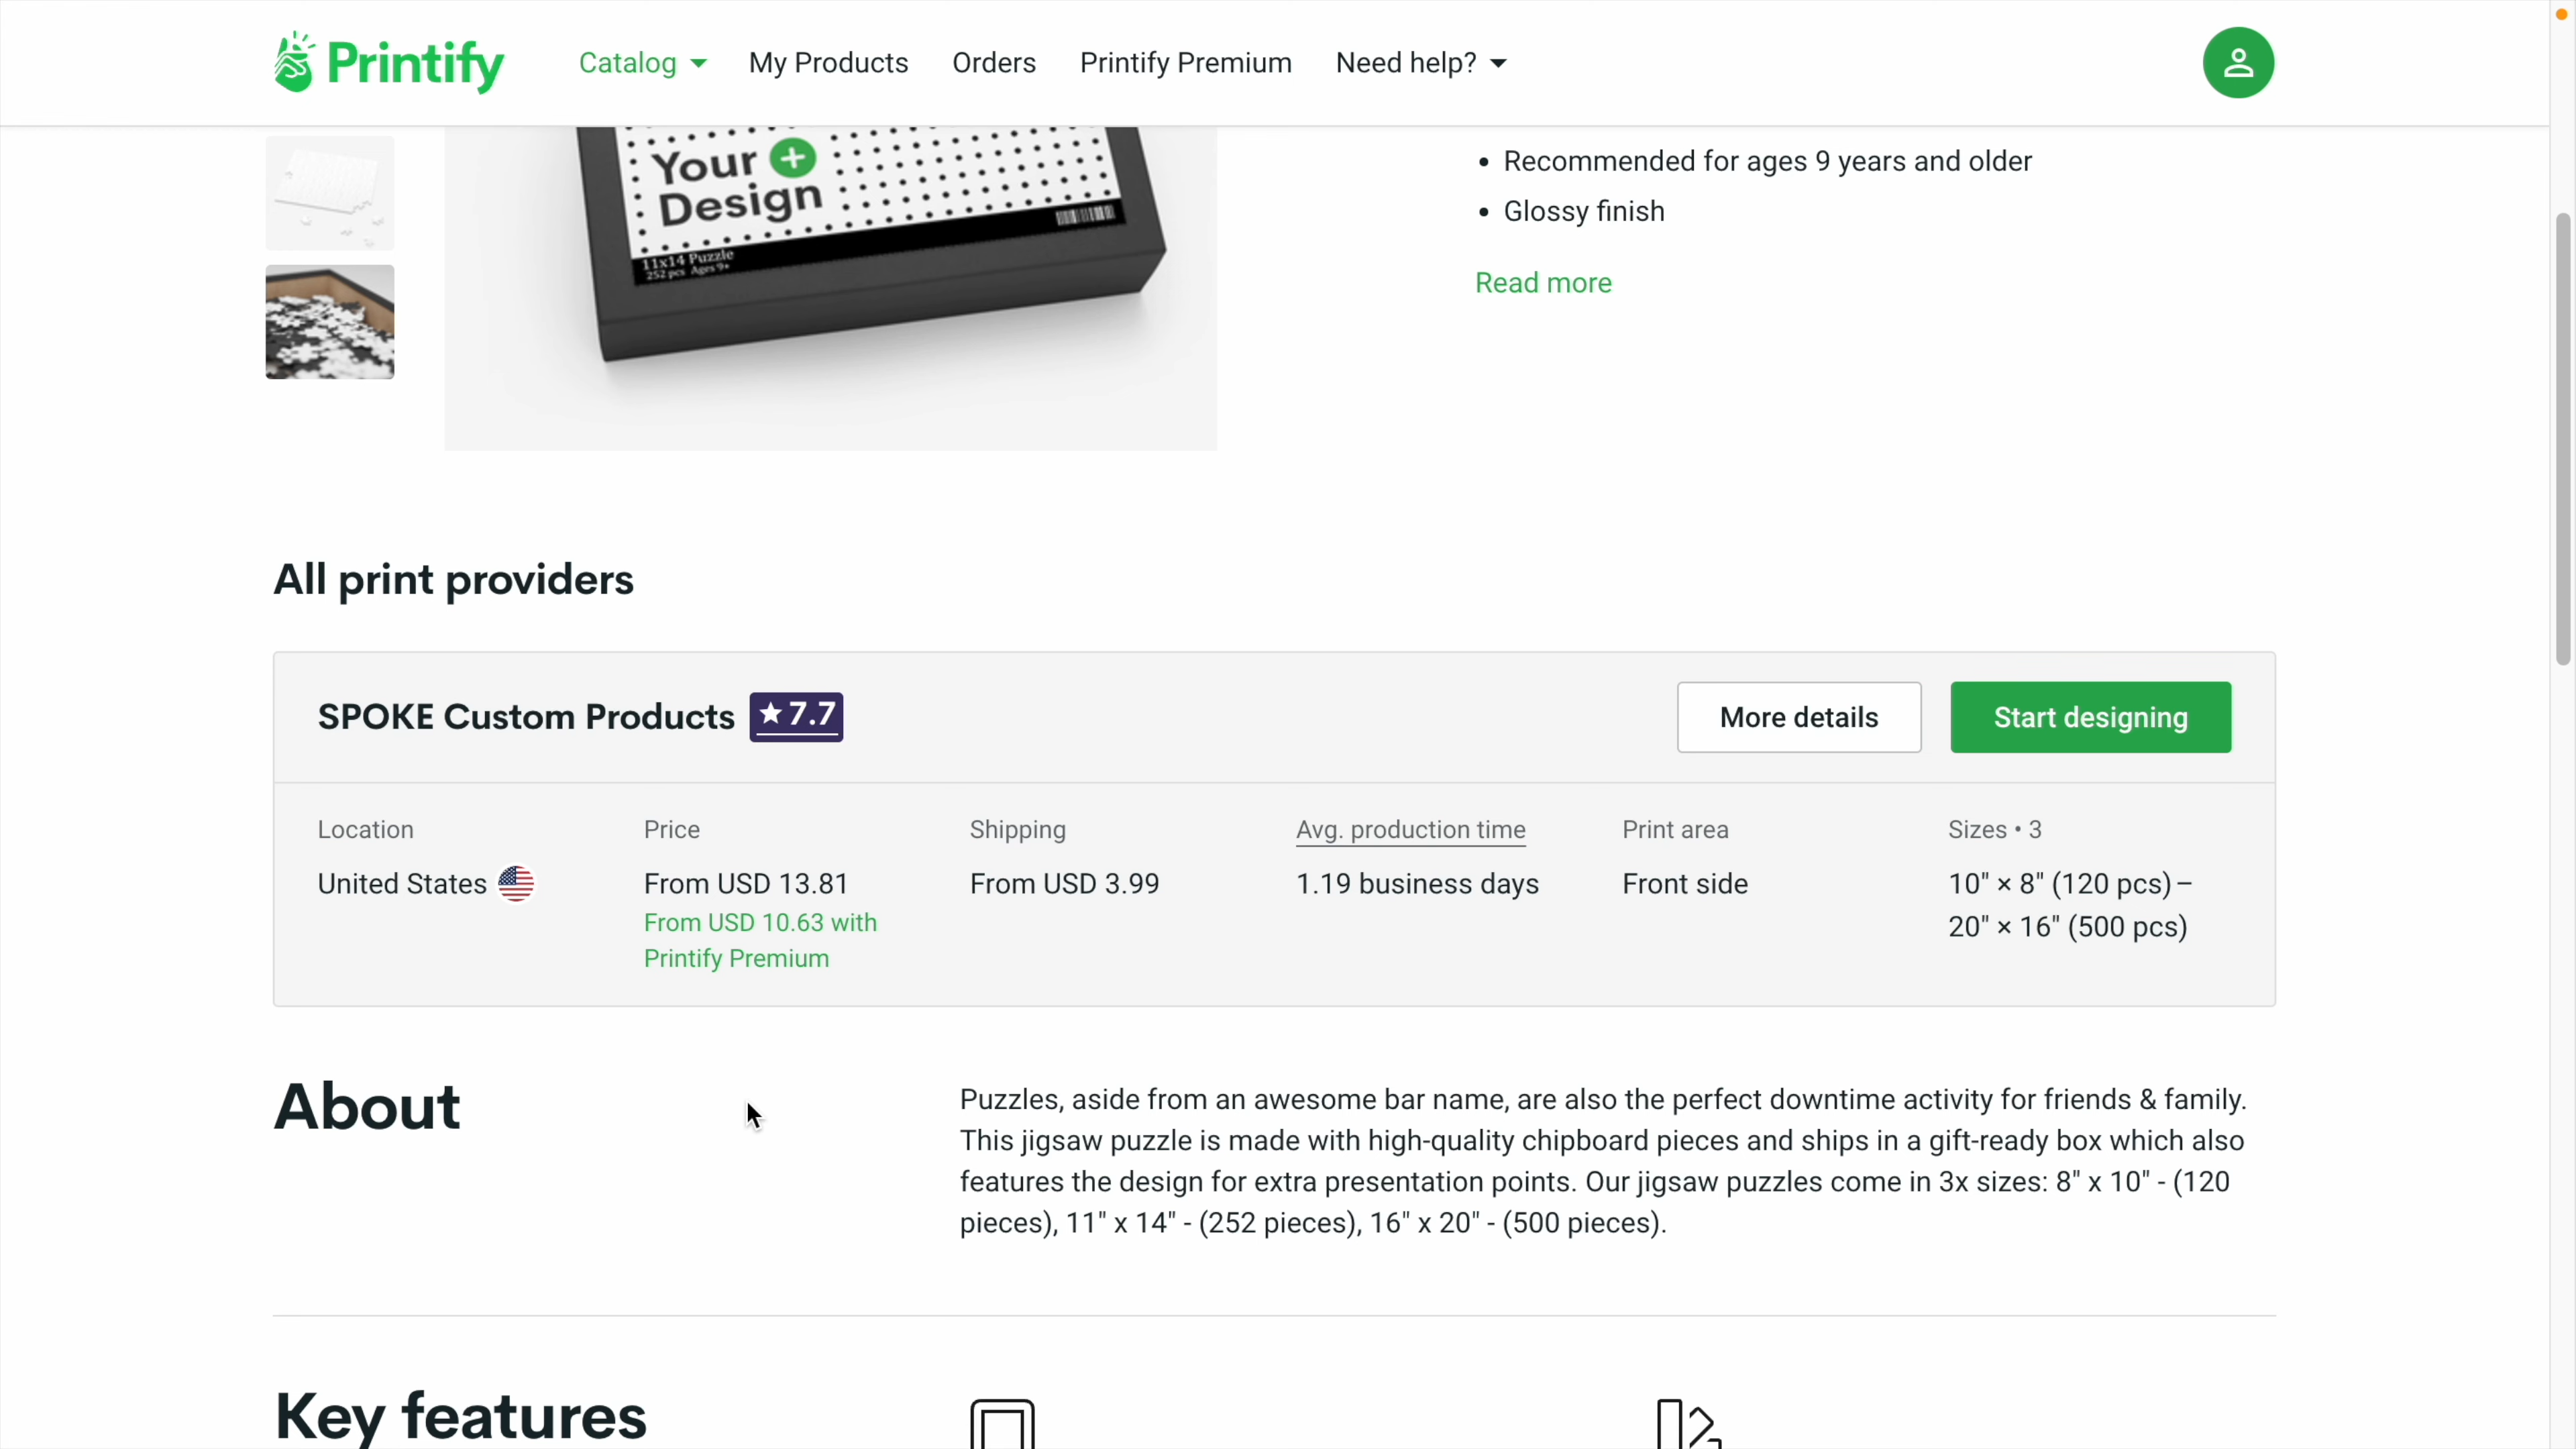 Printify
Catalog
My Products
Orders
Printify Premium
Need help?
Your
Design
11x14 Puzzle
252 pcs Ages 9+
Recommended for ages 9 years and older
Glossy finish
Read more
All print providers
SPOKE Custom Products
7.7
More details
Start designing
Location
United States
Price
From USD 13.81
From USD 10.63 with
Printify Premium
Shipping
From USD 3.99
Avg. production time
1.19 business days
Print area
Front side
Sizes • 3
10" × 8" (120 pcs) –
20" × 16" (500 pcs)
About
Puzzles, aside from an awesome bar name, are also the perfect downtime activity for friends & family.
This jigsaw puzzle is made with high-quality chipboard pieces and ships in a gift-ready box which also
features the design for extra presentation points. Our jigsaw puzzles come in 3x sizes: 8" x 10" - (120
pieces), 11" x 14" - (252 pieces), 16" x 20" - (500 pieces).
Key features